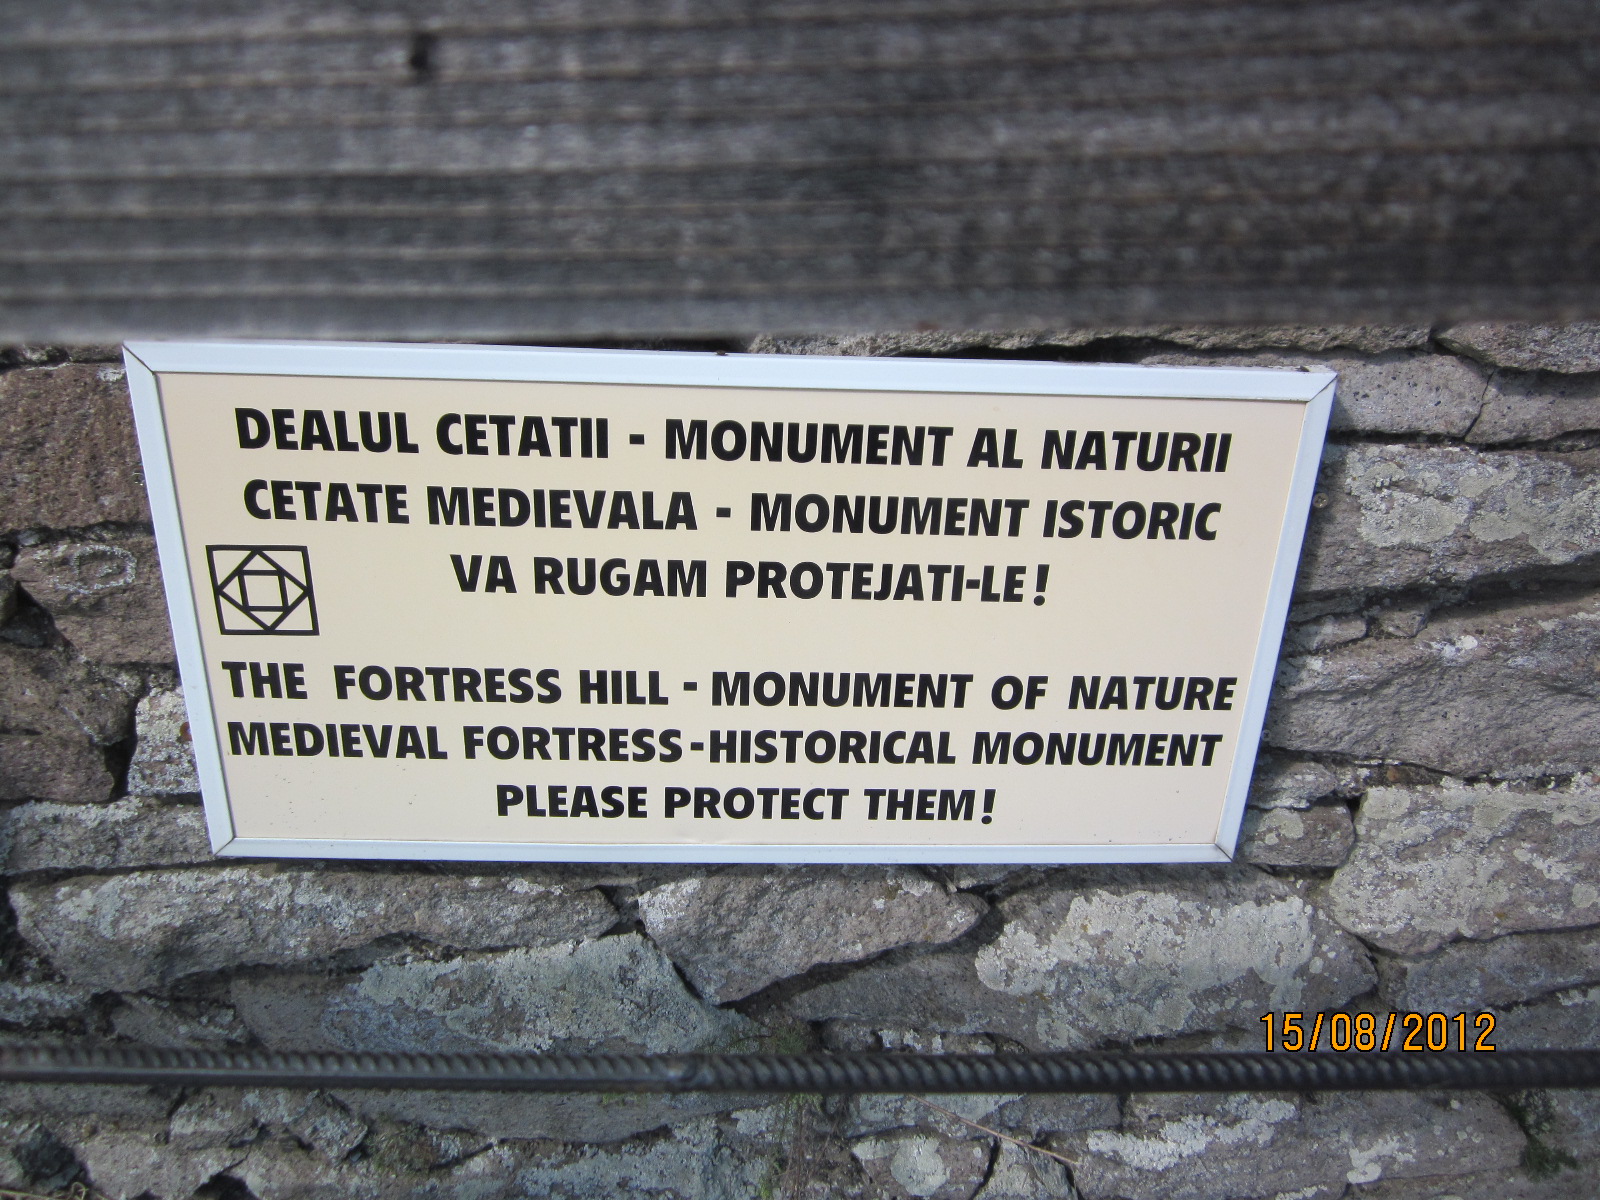 DEALUL CETATII - MONUMENT AL NATURII
CETATE MEDIEVALA - MONUMENT ISTORIC
VA RUGAM PROTEJATI-LE!
THE FORTRESS HILL - MONUMENT OF NATURE
MEDIEVAL FORTRESS-HISTORICAL MONUMENT
PLEASE PROTECT THEM!
15/08/2012